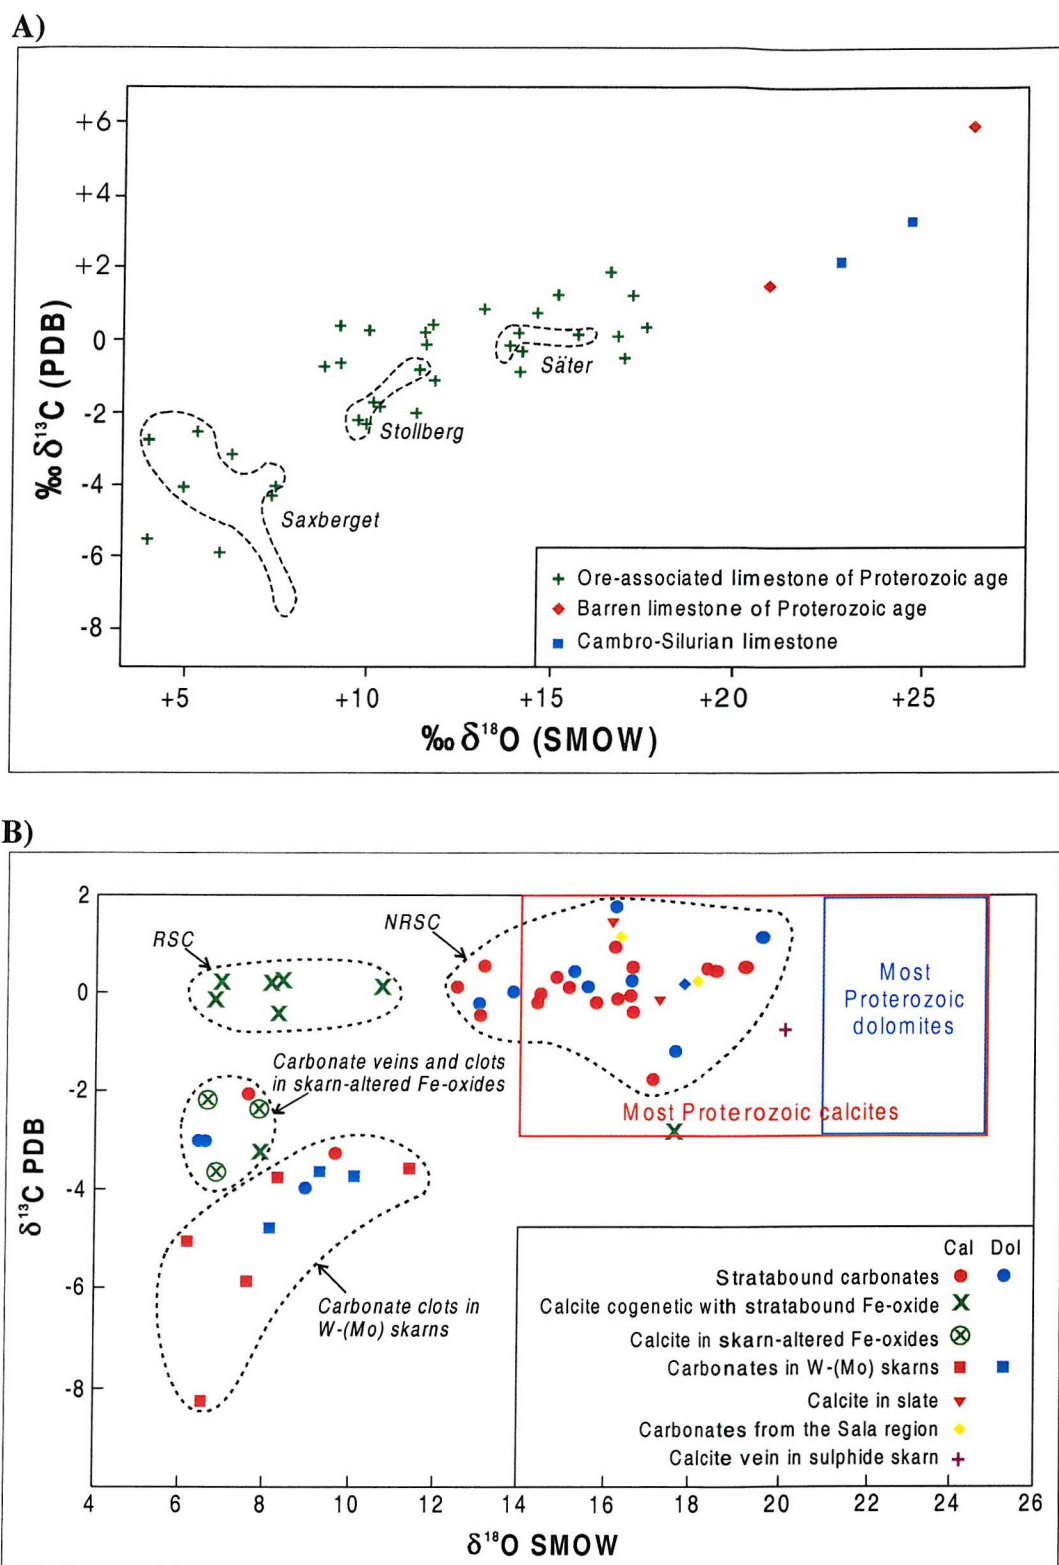 A)
+6
+4
+2
0
-2
-4
-6
-8
‰ δ¹³C (PDB)
Säter
Stollberg
Saxberget
Ore-associated limestone of Proterozoic age
Barren limestone of Proterozoic age
Cambro-Silurian limestone
+5 +10 +15 +20 +25
‰ δ¹⁸O (SMOW)
B)
2
0
-2
-4
-6
-8
δ¹³C PDB
RSC
NRSC
Most
Proterozoic
dolomites
Carbonate veins and clots
in skarn-altered Fe-oxides
Most Proterozoic calcites
Carbonate clots in
W-(Mo) skarns
Cal Dol
Stratabound carbonates
Calcite cogenetic with stratabound Fe-oxide
Calcite in skarn-altered Fe-oxides
Carbonates in W-(Mo) skarns
Calcite in slate
Carbonates from the Sala region
Calcite vein in sulphide skarn
4 6 8 10 12 14 16 18 20 22 24 26
δ¹⁸O SMOW